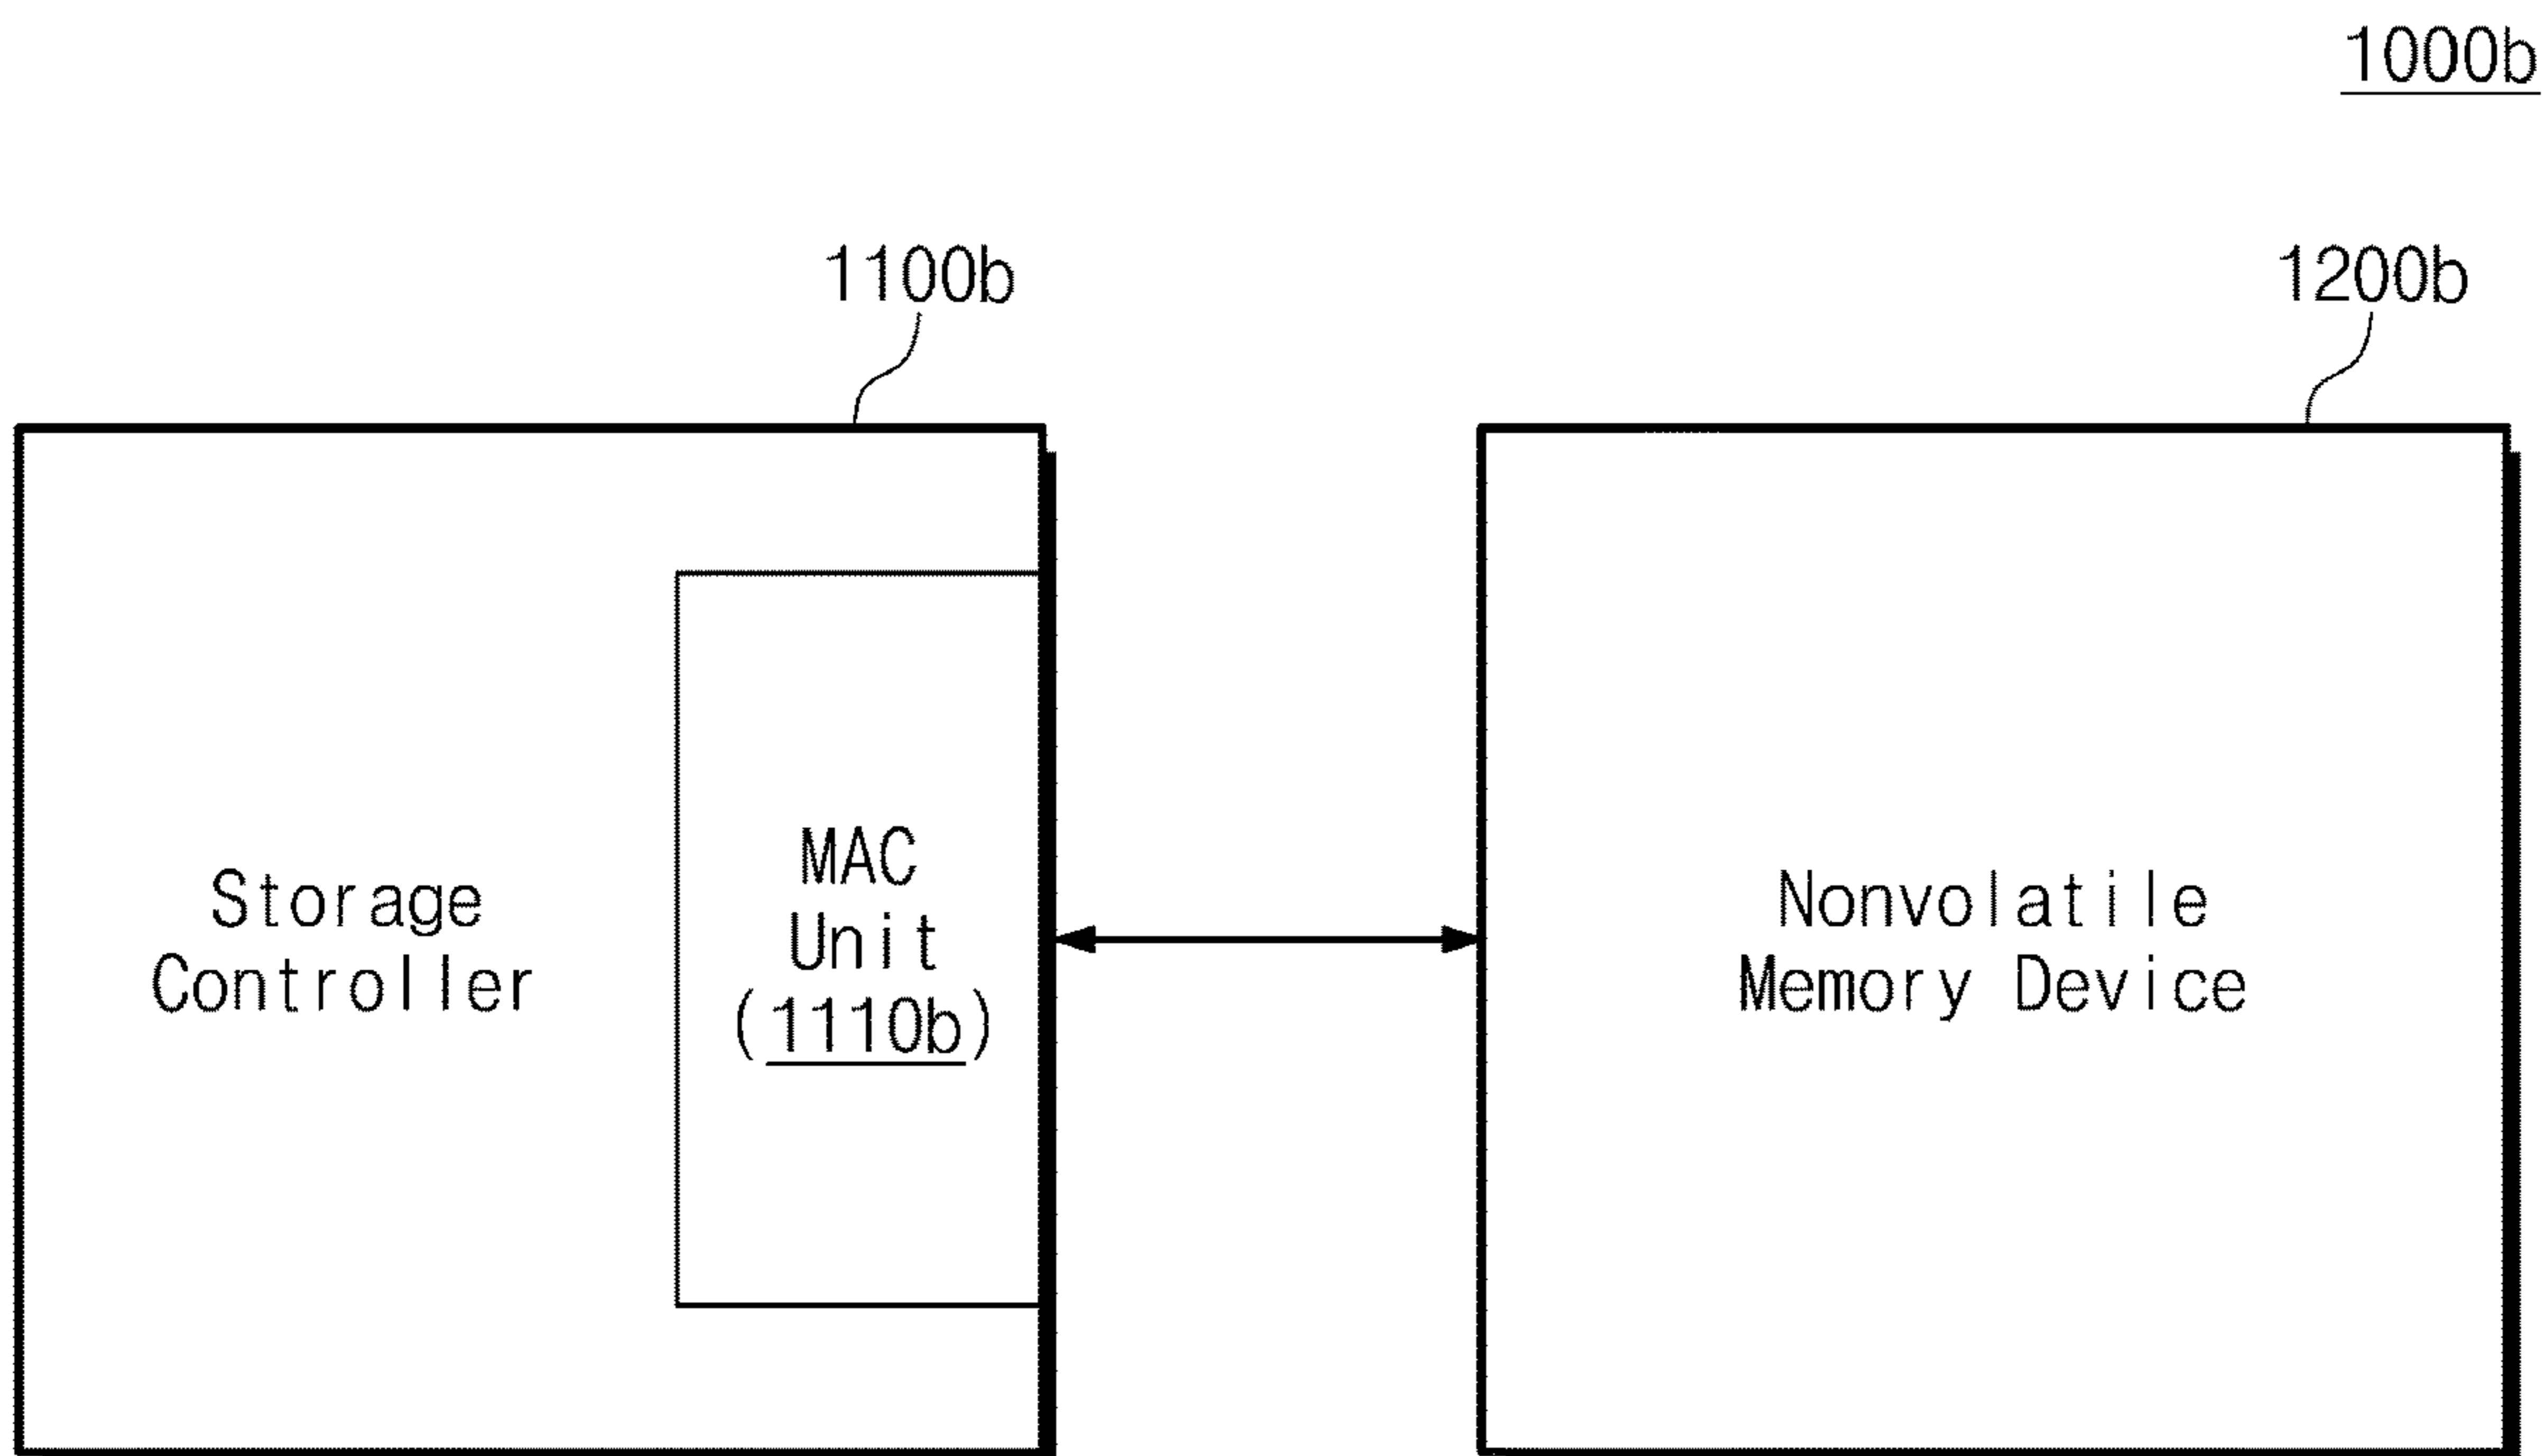 1000b
1100b
1200b
Storage
Controller
MAC
Unit
(1110b)
Nonvolatile
Memory Device